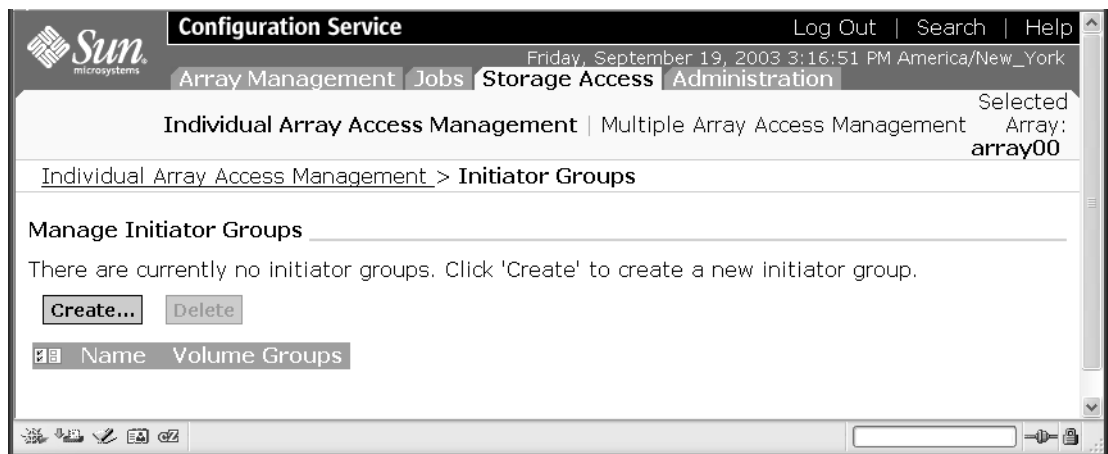 Sun
microsystems
Configuration Service
Log Out | Search | Help
Friday, September 19, 2003 3:16:51 PM America/New_York
Array Management Jobs Storage Access Administration
Individual Array Access Management | Multiple Array Access Management
Selected
Array:
array00
Individual Array Access Management > Initiator Groups
Manage Initiator Groups
There are currently no initiator groups. Click 'Create' to create a new initiator group.
Create... Delete
Name Volume Groups